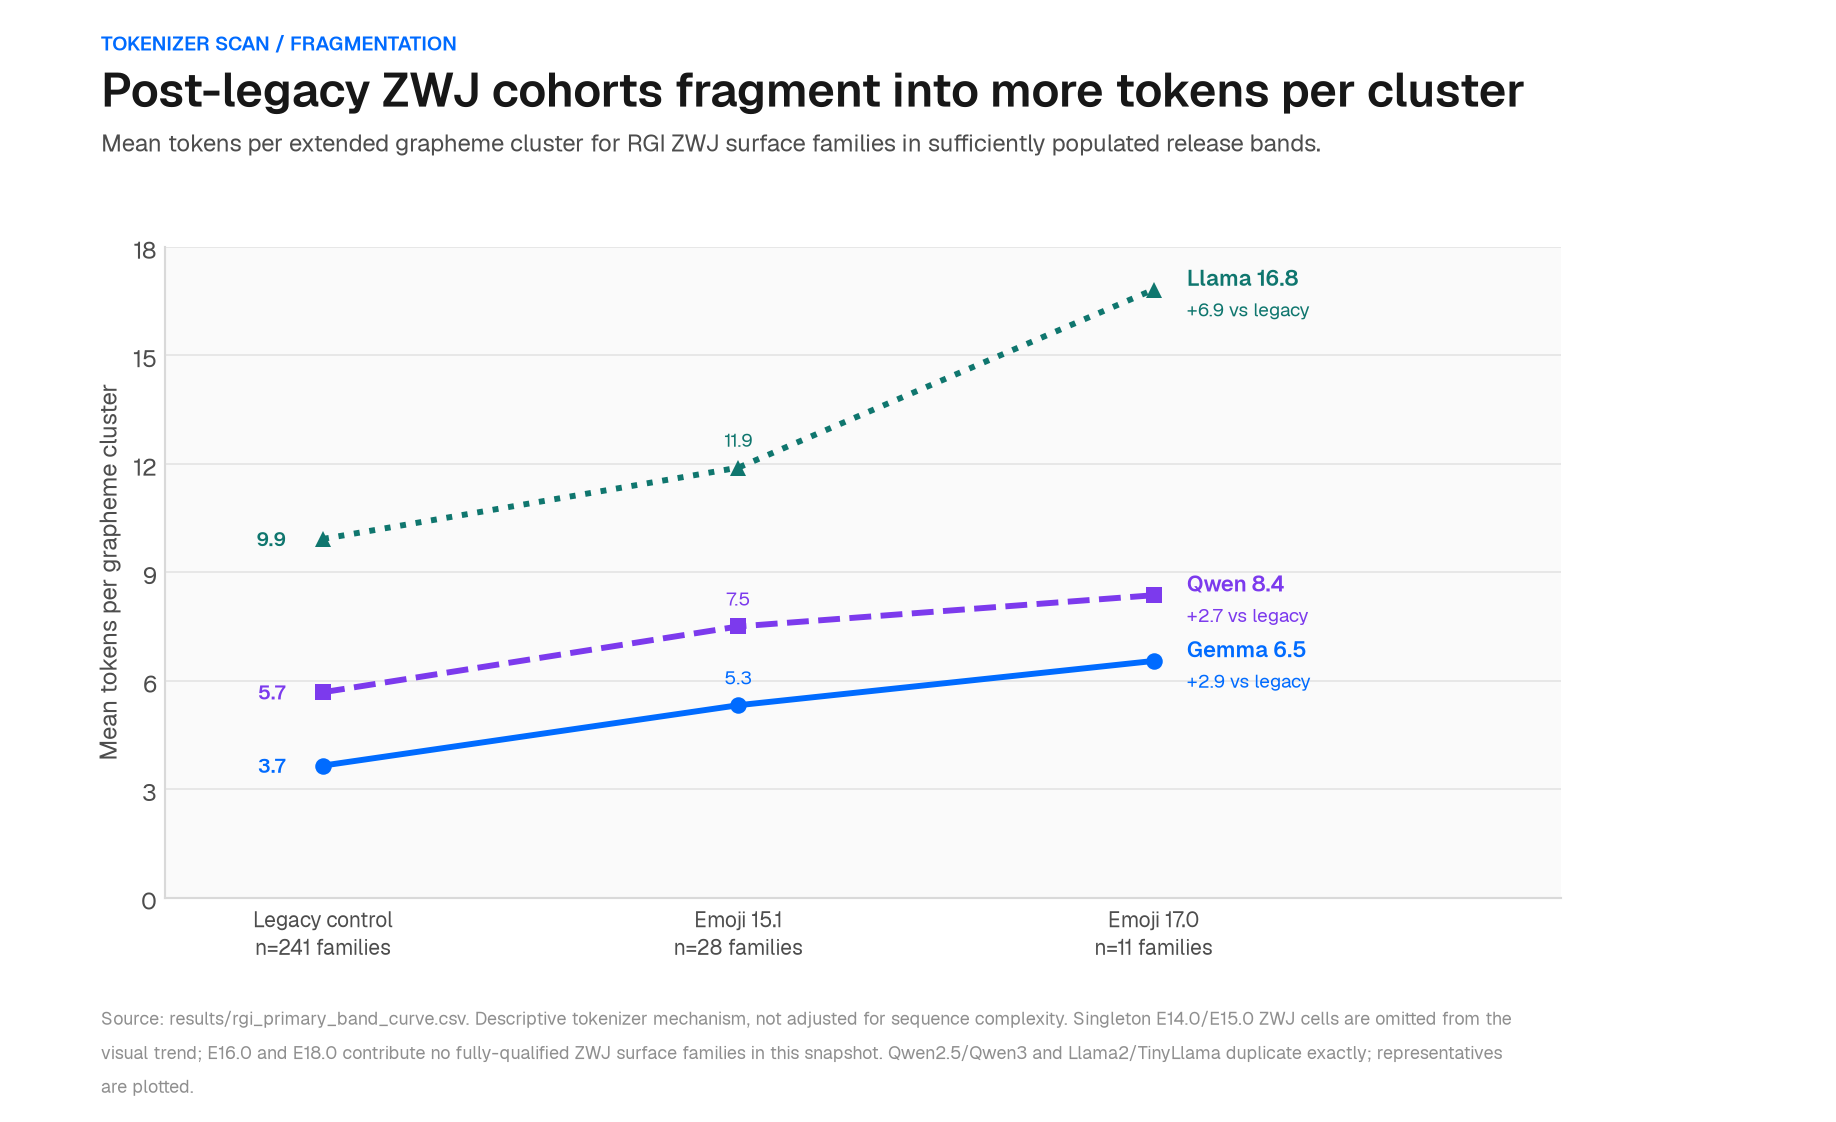 TOKENIZER SCAN / FRAGMENTATION
Post-legacy ZWJ cohorts fragment into more tokens per cluster
Mean tokens per extended grapheme cluster for RGI ZWJ surface families in sufficiently populated release bands.
Mean tokens per grapheme cluster
18
15
12
9
6
3
0
Llama 16.8
+6.9 vs legacy
11.9
9.9
Qwen 8.4
+2.7 vs legacy
7.5
5.7
Gemma 6.5
+2.9 vs legacy
5.3
3.7
Legacy control
n=241 families
Emoji 15.1
n=28 families
Emoji 17.0
n=11 families
Source: results/rgi_primary_band_curve.csv. Descriptive tokenizer mechanism, not adjusted for sequence complexity. Singleton E14.0/E15.0 ZWJ cells are omitted from the
visual trend; E16.0 and E18.0 contribute no fully-qualified ZWJ surface families in this snapshot. Qwen2.5/Qwen3 and Llama2/TinyLlama duplicate exactly; representatives
are plotted.